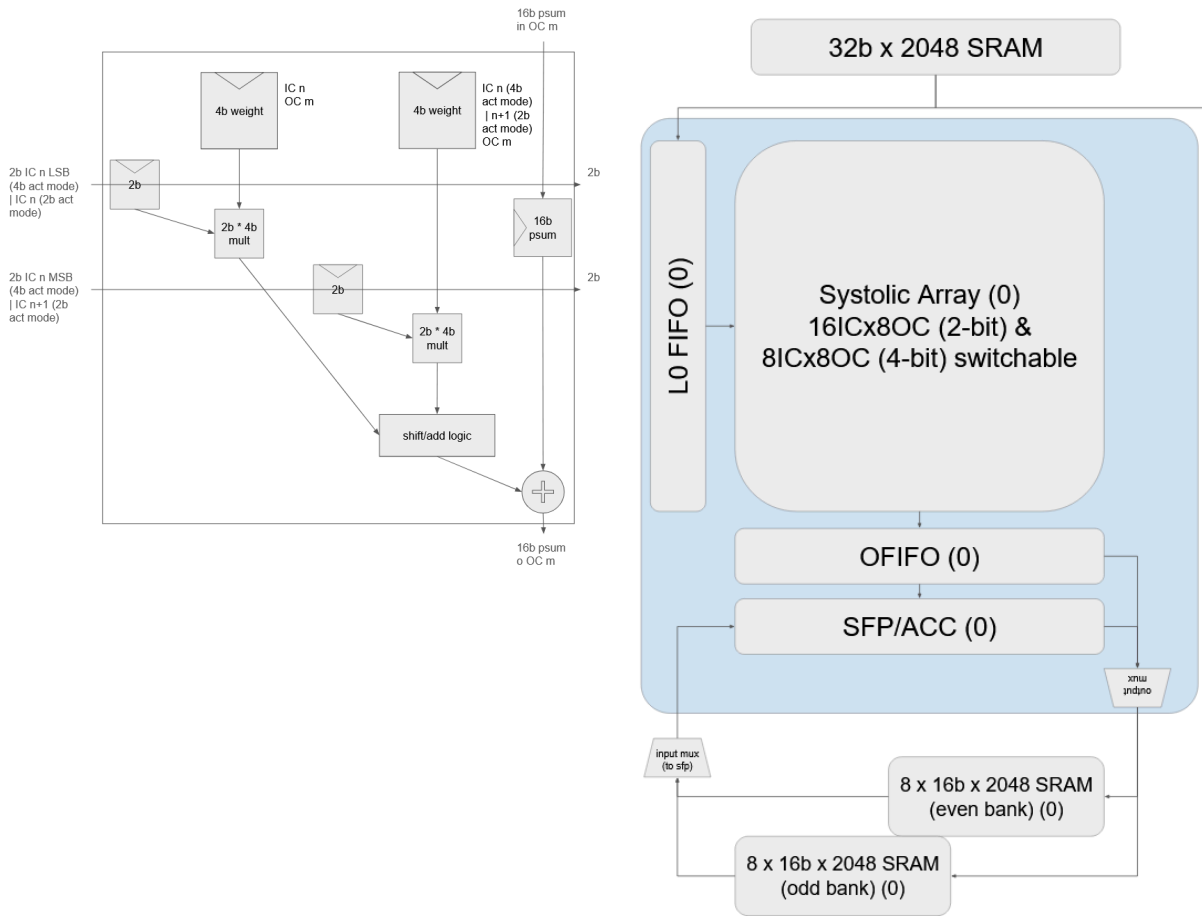 16b psum
in OC m
4b weight
IC n
OC m
4b weight
IC n (4b
act mode)
| n+1 (2b
act mode)
OC m
2b IC n LSB
(4b act mode)
| IC n (2b act
mode)
2b
2b
2b * 4b
mult
16b
psum
2b IC n MSB
(4b act mode)
| IC n+1 (2b
act mode)
2b
2b
2b * 4b
mult
shift/add logic
16b psum
o OC m
32b x 2048 SRAM
L0 FIFO (0)
Systolic Array (0)
16ICx8OC (2-bit) &
8ICx8OC (4-bit) switchable
OFIFO (0)
SFP/ACC (0)
output
mux
input mux
(to sfp)
8 x 16b x 2048 SRAM
(even bank) (0)
8 x 16b x 2048 SRAM
(odd bank) (0)